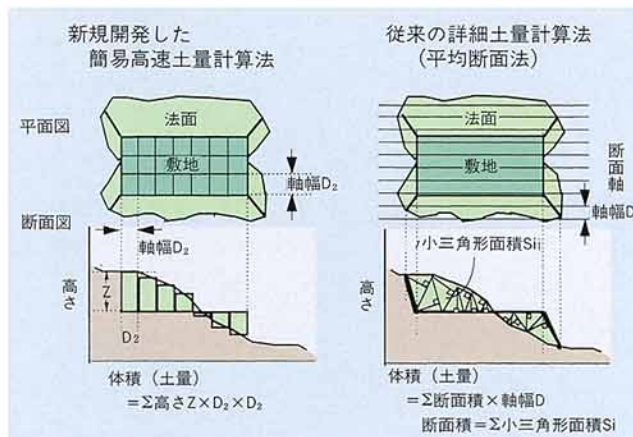 新規開発した
簡易高速土量計算法
平面図
法面
敷地
軸幅D₂
断面図
軸幅D₂
高さ
Z
D₂
体積（土量）
＝Σ高さZ×D₂×D₂
従来の詳細土量計算法
(平均断面法)
法面
敷地
断面軸
軸幅D
小三角形面積Si
高さ
体積（土量）
＝Σ断面積×軸幅D
断面積＝Σ小三角形面積Si